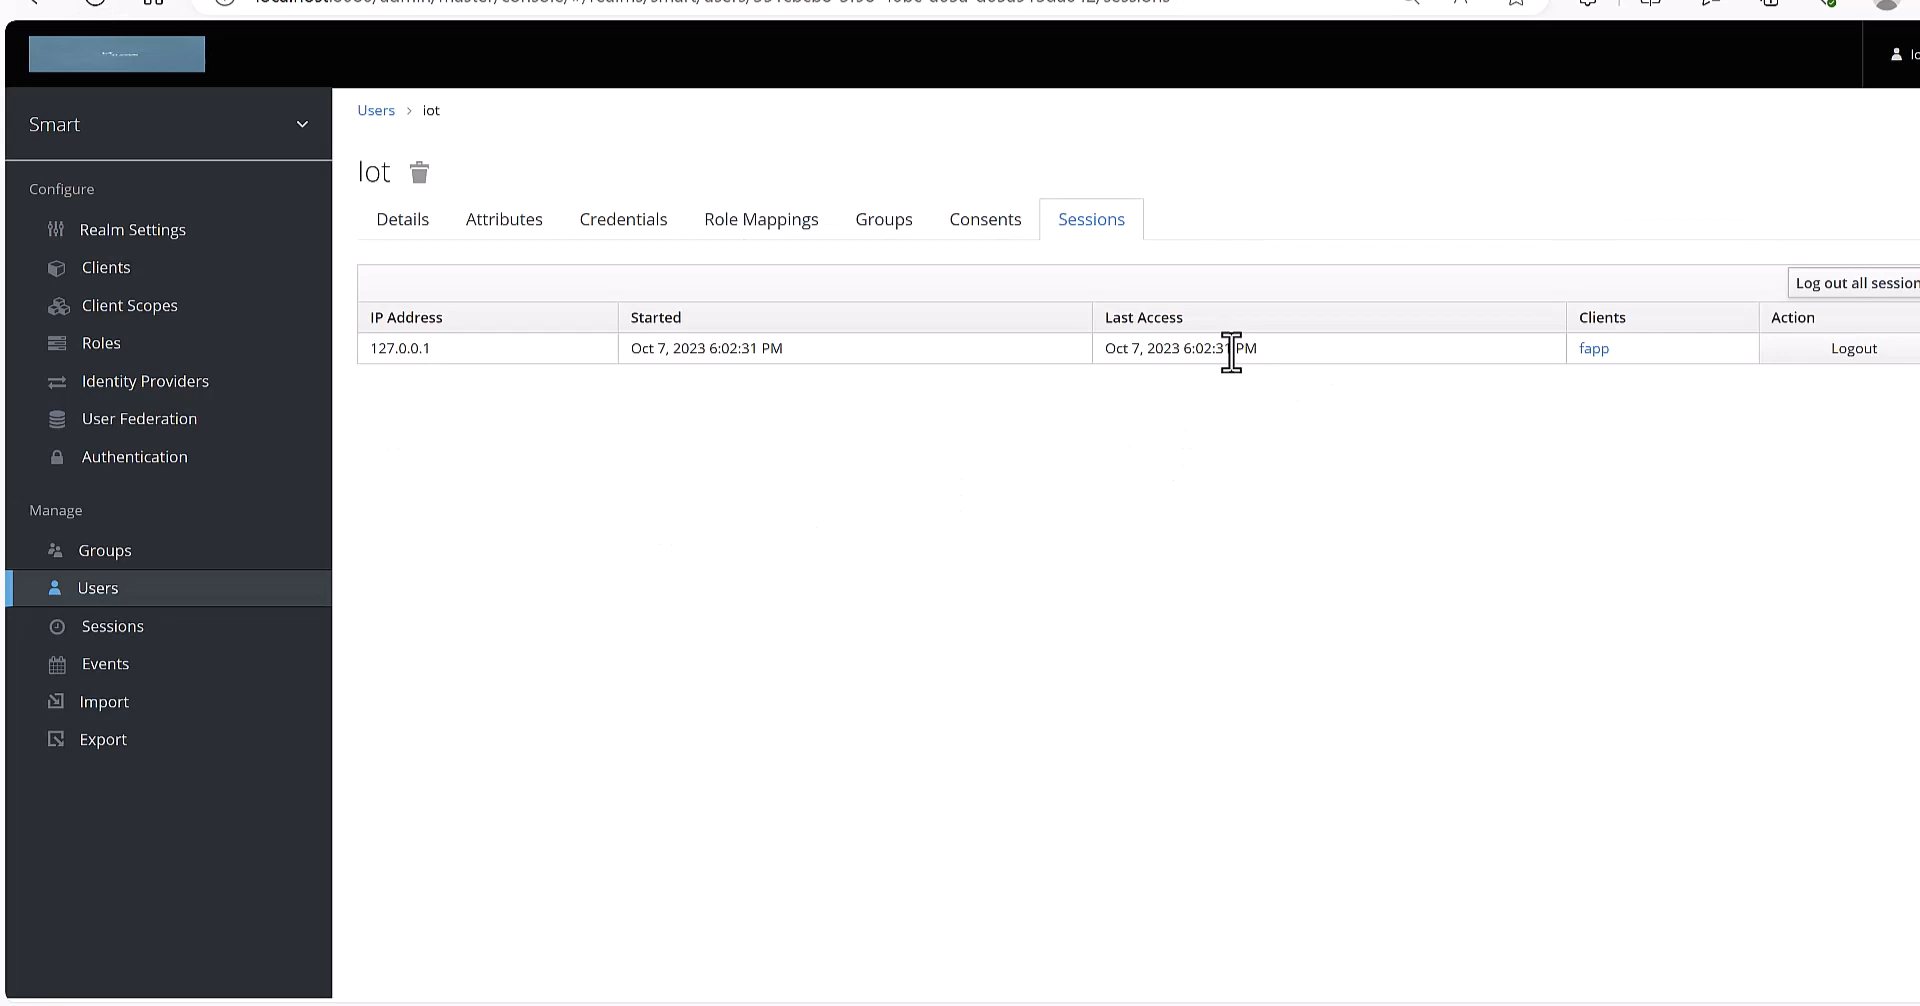 Smart
Configure
Realm Settings
Clients
Client Scopes
Roles
Identity Providers
User Federation
Authentication
Manage
Groups
Users
Sessions
Events
Import
Export
Users > iot
Iot
Details Attributes Credentials Role Mappings Groups Consents Sessions
Log out all session
IP Address Started Last Access Clients Action
127.0.0.1 Oct 7, 2023 6:02:31 PM Oct 7, 2023 6:02:31 PM fapp Logout